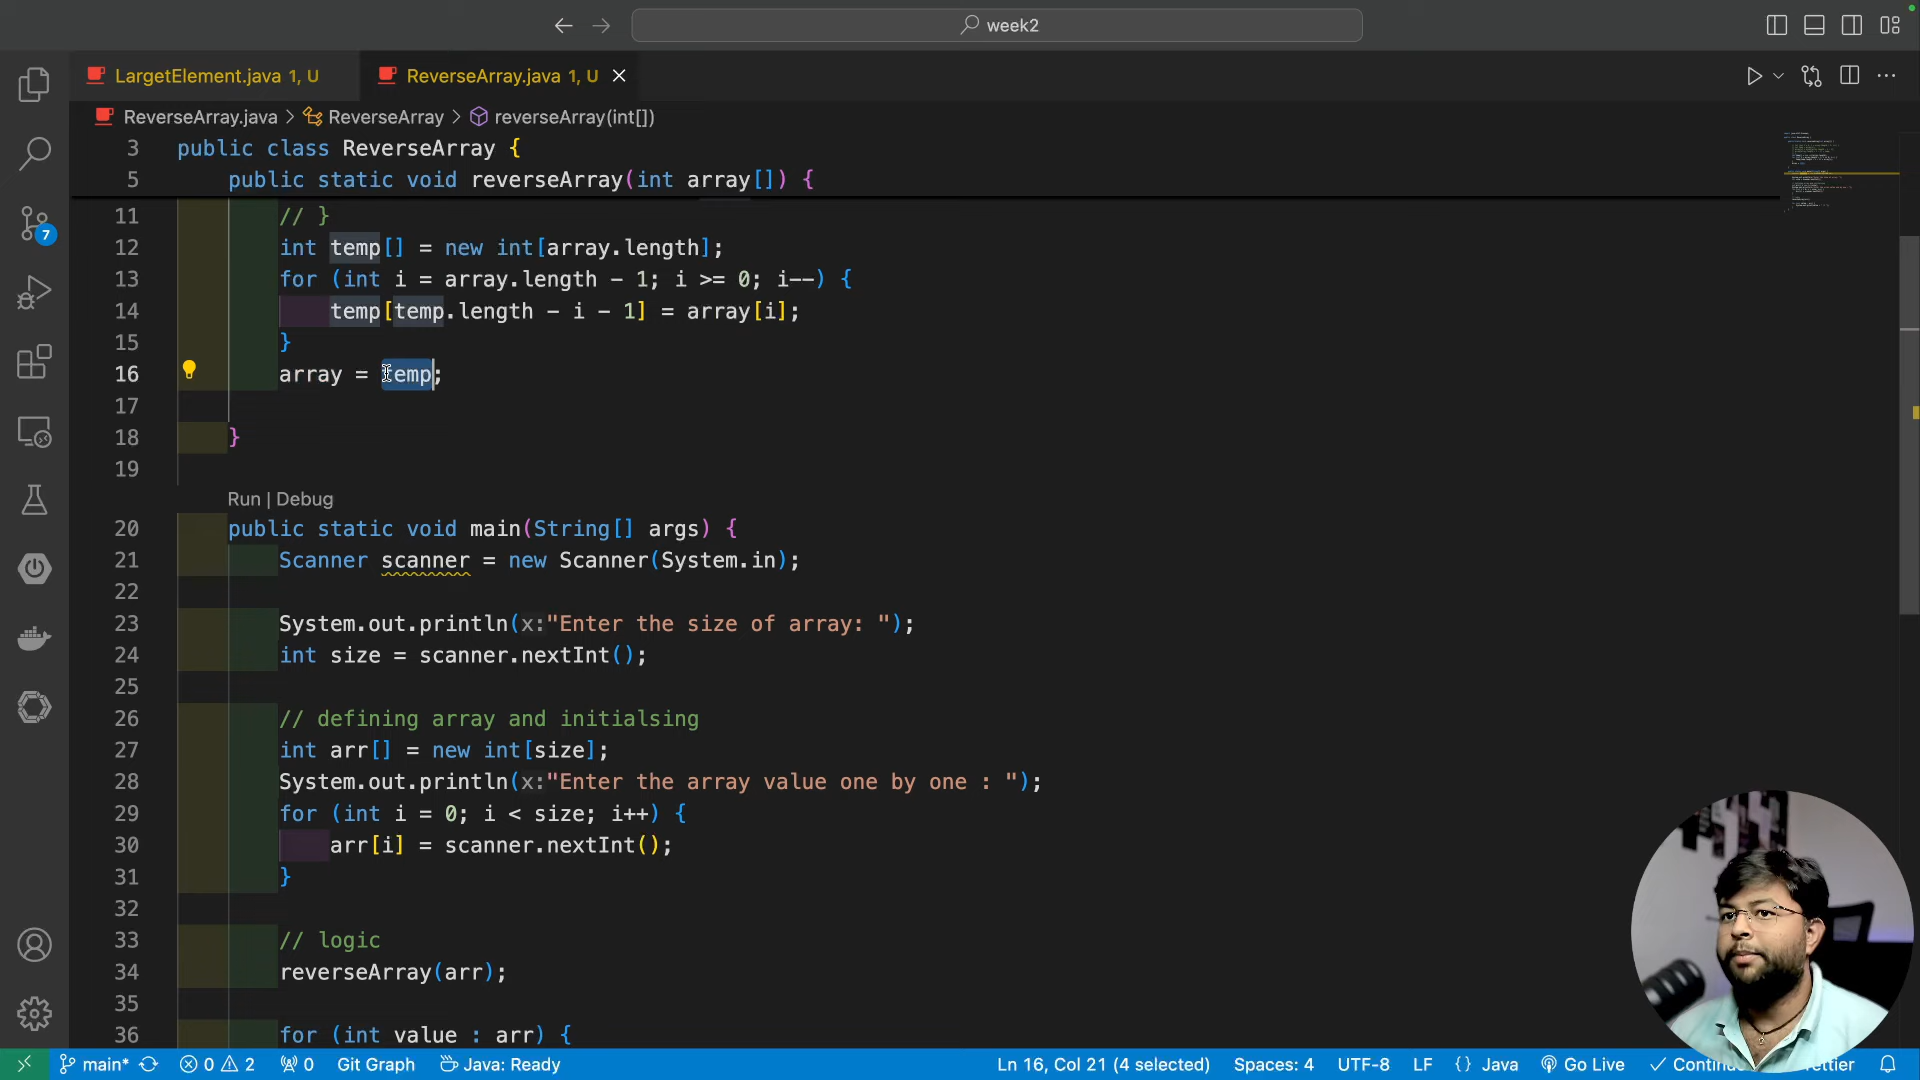 week2
LargetElement.java 1, U
ReverseArray.java 1, U
ReverseArray.java > ReverseArray > reverseArray(int[])
3 public class ReverseArray {
5 public static void reverseArray(int array[]) {
11 // }
12 int temp[] = new int[array.length];
13 for (int i = array.length - 1; i >= 0; i--) {
14 temp[temp.length - i - 1] = array[i];
15 }
16 array = temp;
17
18 }
19
Run | Debug
20 public static void main(String[] args) {
21 Scanner scanner = new Scanner(System.in);
22
23 System.out.println(x:"Enter the size of array: ");
24 int size = scanner.nextInt();
25
26 // defining array and initialsing
27 int arr[] = new int[size];
28 System.out.println(x:"Enter the array value one by one : ");
29 for (int i = 0; i < size; i++) {
30 arr[i] = scanner.nextInt();
31 }
32
33 // logic
34 reverseArray(arr);
35
36 for (int value : arr) {
7
main* 0 2 0 Git Graph Java: Ready Ln 16, Col 21 (4 selected) Spaces: 4 UTF-8 LF {} Java Go Live